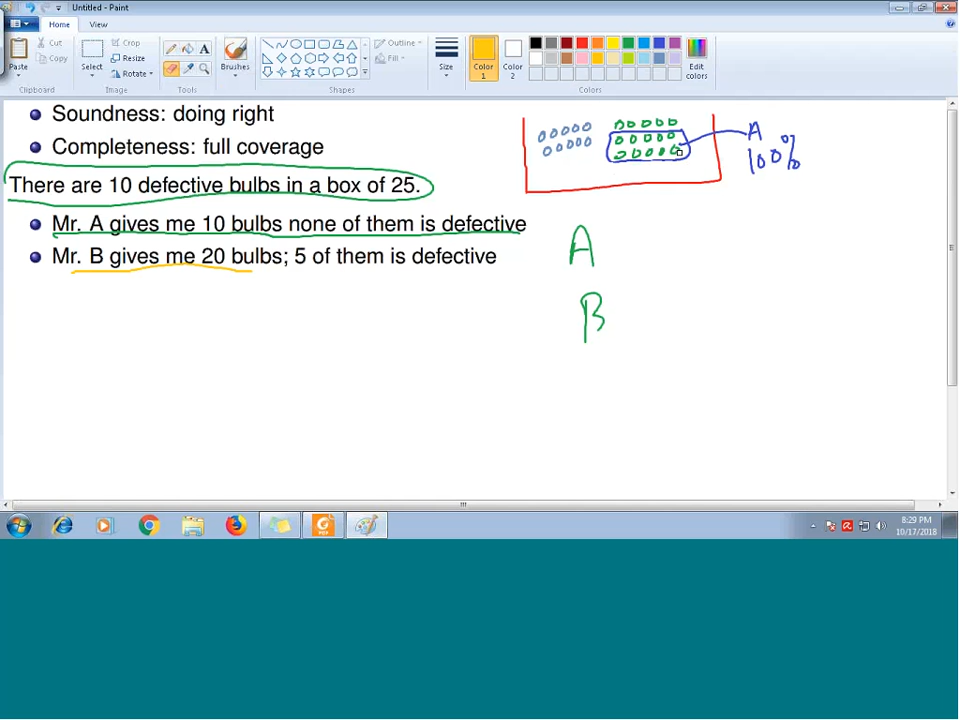 Untitled - Paint
Home View
Cut
Copy
Paste
Clipboard
Select
Crop
Resize
Rotate
Image
A
Tools
Brushes
Outline
Fill
Shapes
Size
Color 1
Color 2
Edit colors
Colors
Soundness: doing right
Completeness: full coverage
There are 10 defective bulbs in a box of 25.
Mr. A gives me 10 bulbs none of them is defective
Mr. B gives me 20 bulbs; 5 of them is defective
A
100%
A
B
8:29 PM
10/17/2018